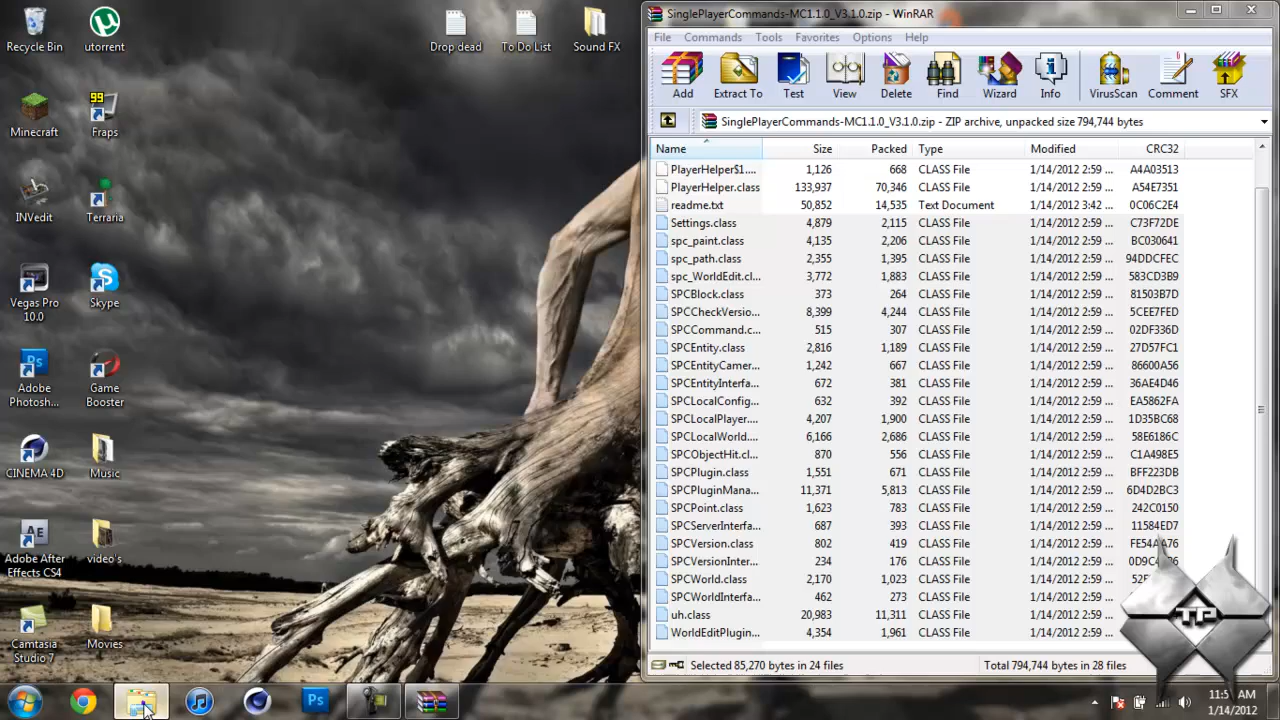 SinglePlayerCommands-MC1.1.0_V3.1.0.zip - WinRAR
File Commands Tools Favorites Options Help
Add Extract To Test View Delete Find Wizard Info VirusScan Comment SFX
SinglePlayerCommands-MC1.1.0_V3.1.0.zip - ZIP archive, unpacked size 794,744 bytes
Name Size Packed Type Modified CRC32
PlayerHelper$1.... 1,126 668 CLASS File 1/14/2012 2:59 ... A4A03513
PlayerHelper.class 133,937 70,346 CLASS File 1/14/2012 2:59 ... A54E7351
readme.txt 50,852 14,535 Text Document 1/14/2012 3:42 ... 0C06C2E4
Settings.class 4,879 2,115 CLASS File 1/14/2012 2:59 ... C73F72DE
spc_paint.class 4,135 2,206 CLASS File 1/14/2012 2:59 ... BC030641
spc_path.class 2,355 1,395 CLASS File 1/14/2012 2:59 ... 94DDCFEC
spc_WorldEdit.cl... 3,772 1,883 CLASS File 1/14/2012 2:59 ... 583CD3B9
SPCBlock.class 373 264 CLASS File 1/14/2012 2:59 ... 81503B7D
SPCCheckVersio... 8,399 4,244 CLASS File 1/14/2012 2:59 ... 5CEE7FED
SPCCommand.c... 515 307 CLASS File 1/14/2012 2:59 ... 02DF336D
SPCEntity.class 2,816 1,189 CLASS File 1/14/2012 2:59 ... 27D57FC1
SPCEntityCamer... 1,242 667 CLASS File 1/14/2012 2:59 ... 86600A56
SPCEntityInterfa... 672 381 CLASS File 1/14/2012 2:59 ... 36AE4D46
SPCLocalConfig... 632 392 CLASS File 1/14/2012 2:59 ... EA5862FA
SPCLocalPlayer.... 4,207 1,900 CLASS File 1/14/2012 2:59 ... 1D35BC68
SPCLocalWorld.... 6,166 2,686 CLASS File 1/14/2012 2:59 ... 58E6186C
SPCObjectHit.cl... 870 556 CLASS File 1/14/2012 2:59 ... C1A498E5
SPCPlugin.class 1,551 671 CLASS File 1/14/2012 2:59 ... BFF223DB
SPCPluginMana... 11,371 5,813 CLASS File 1/14/2012 2:59 ... 6D4D2BC3
SPCPoint.class 1,623 783 CLASS File 1/14/2012 2:59 ... 242C0150
SPCServerInterfa... 687 393 CLASS File 1/14/2012 2:59 ... 11584ED7
SPCVersion.class 802 419 CLASS File 1/14/2012 2:59 ...
SPCVersionInter... 234 176 CLASS File 1/14/2012 2:59 ...
SPCWorld.class 2,170 1,023 CLASS File 1/14/2012 2:59 ...
SPCWorldInterfa... 462 273 CLASS File 1/14/2012 2:59 ...
uh.class 20,983 11,311 CLASS File 1/14/2012 2:59 ...
WorldEditPlugin... 4,354 1,961 CLASS File 1/14/2012 2:59 ...
Selected 85,270 bytes in 24 files Total 794,744 bytes in 28 files
Recycle Bin utorrent Drop dead To Do List Sound FX
Minecraft 99 Fraps
INVedit Terraria
Vegas Pro 10.0 Skype
Adobe Photosh... Game Booster
CINEMA 4D Music
Adobe After Effects CS4 video's
Camtasia Studio 7 Movies
TP
Ps
1/14/2012